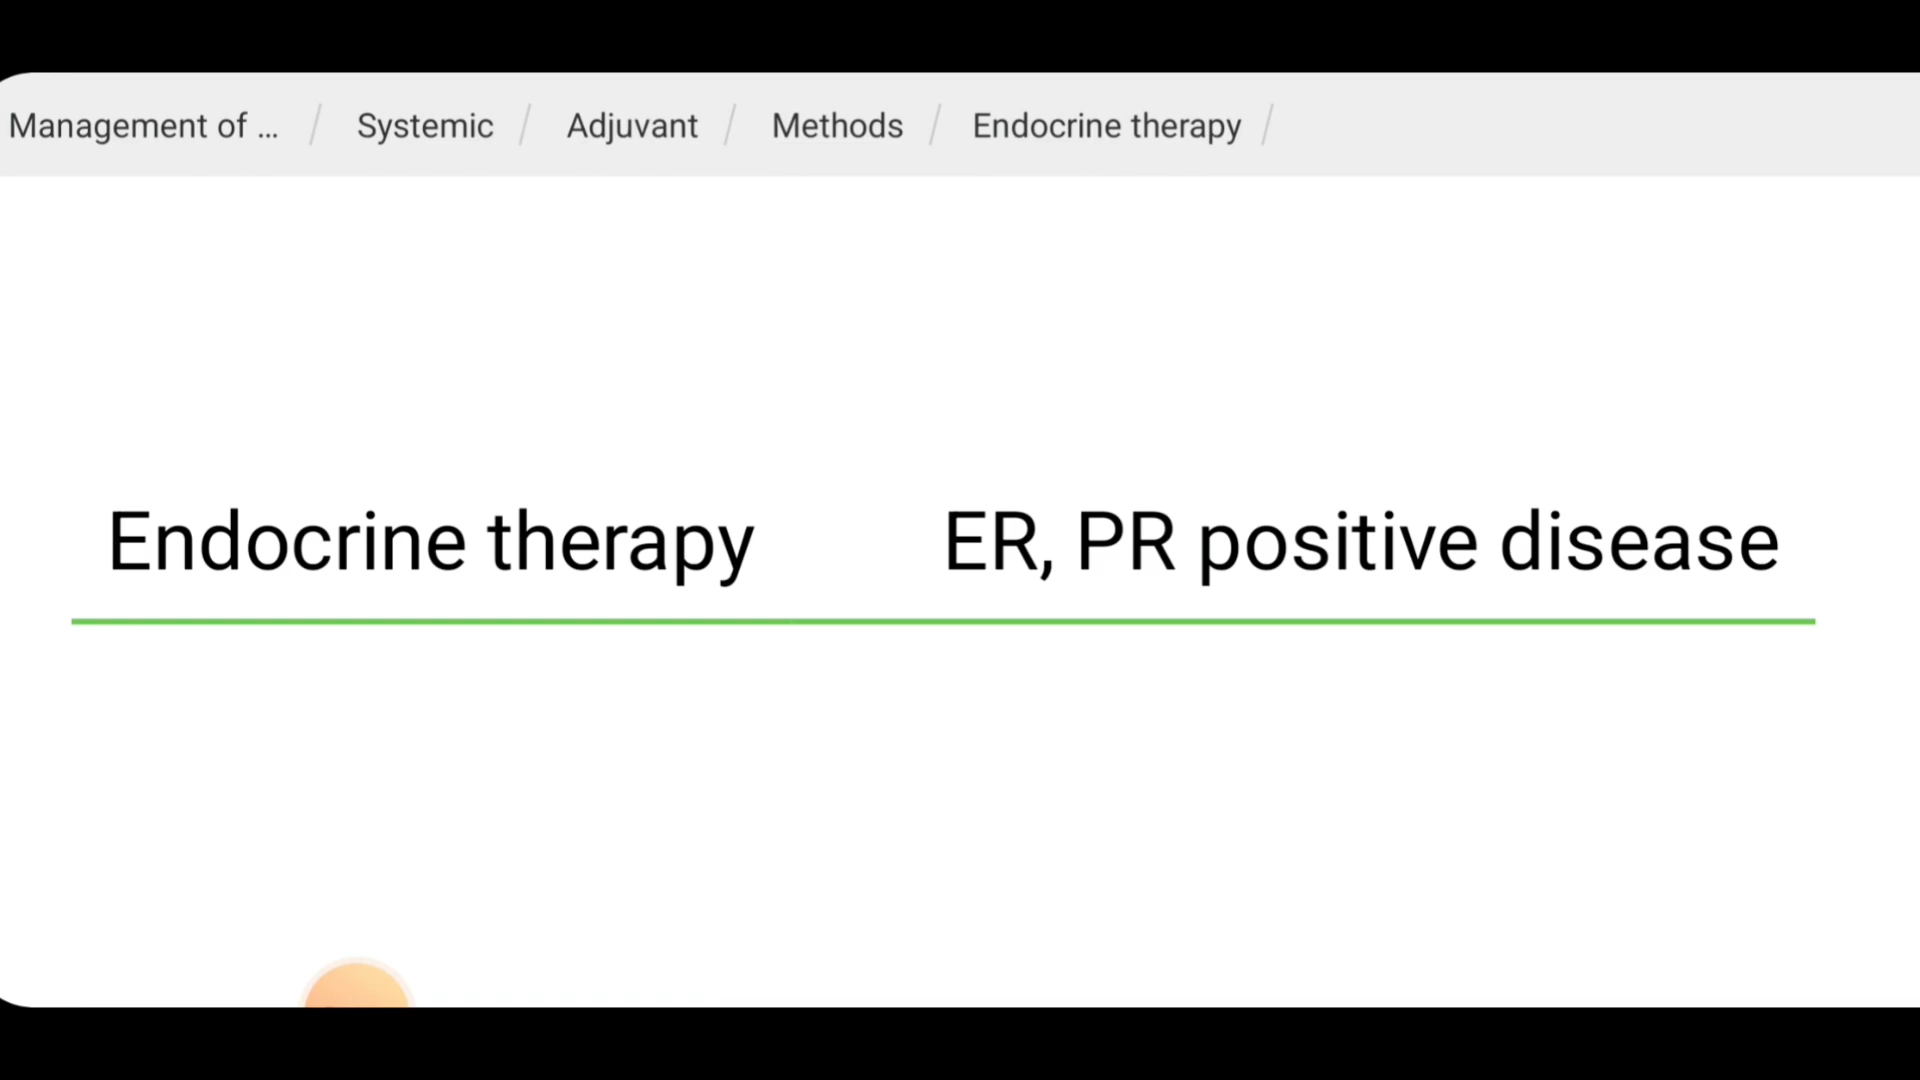 Management of ... / Systemic / Adjuvant / Methods / Endocrine therapy /
Endocrine therapy ER, PR positive disease